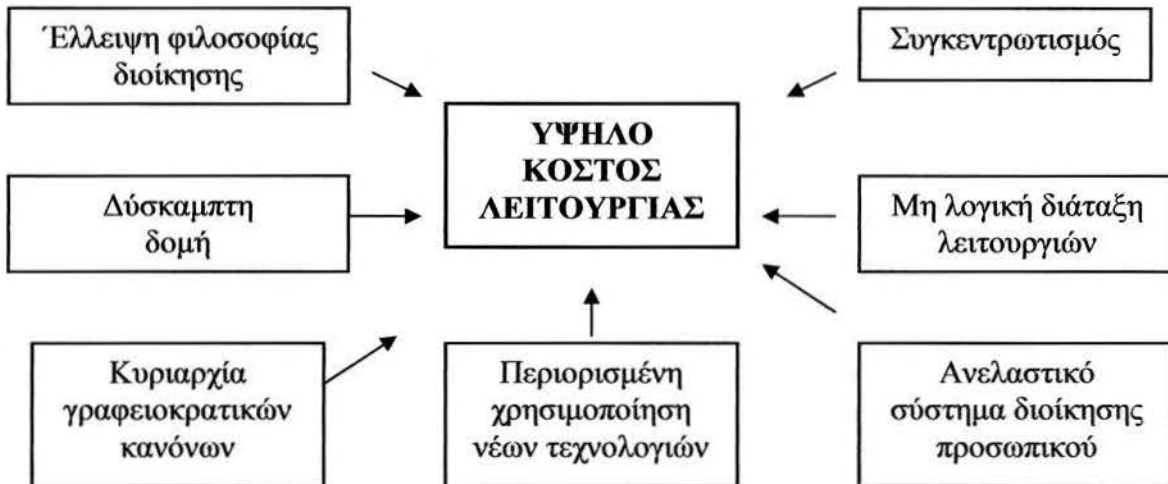 Έλλειψη φιλοσοφίας
διοίκησης
Συγκεντρωτισμός
ΥΨΗΛΟ
ΚΟΣΤΟΣ
ΛΕΙΤΟΥΡΓΙΑΣ
Δύσκαμπτη
δομή
Μη λογική διάταξη
λειτουργιών
Κυριαρχία
γραφειοκρατικών
κανόνων
Περιορισμένη
χρησιμοποίηση
νέων τεχνολογιών
Ανελαστικό
σύστημα διοίκησης
προσωπικού